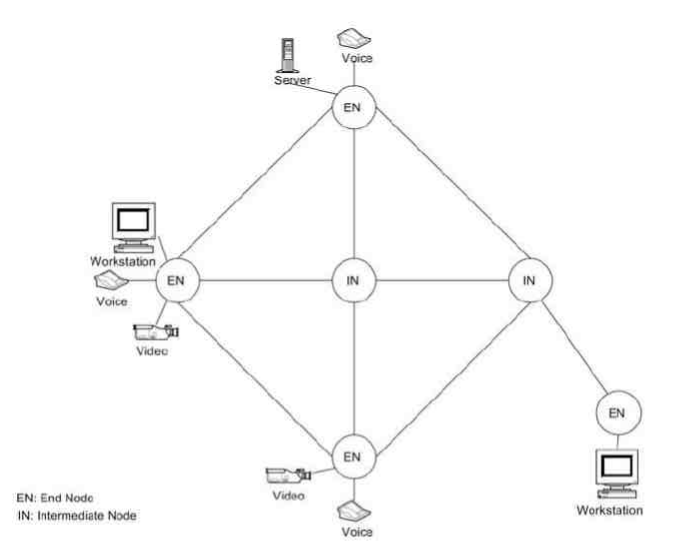 Voice
Server
EN
Workstation
EN
IN
IN
Voice
Video
EN
EN
Video
Voice
Workstation
EN: End Node
IN: Intermediate Node